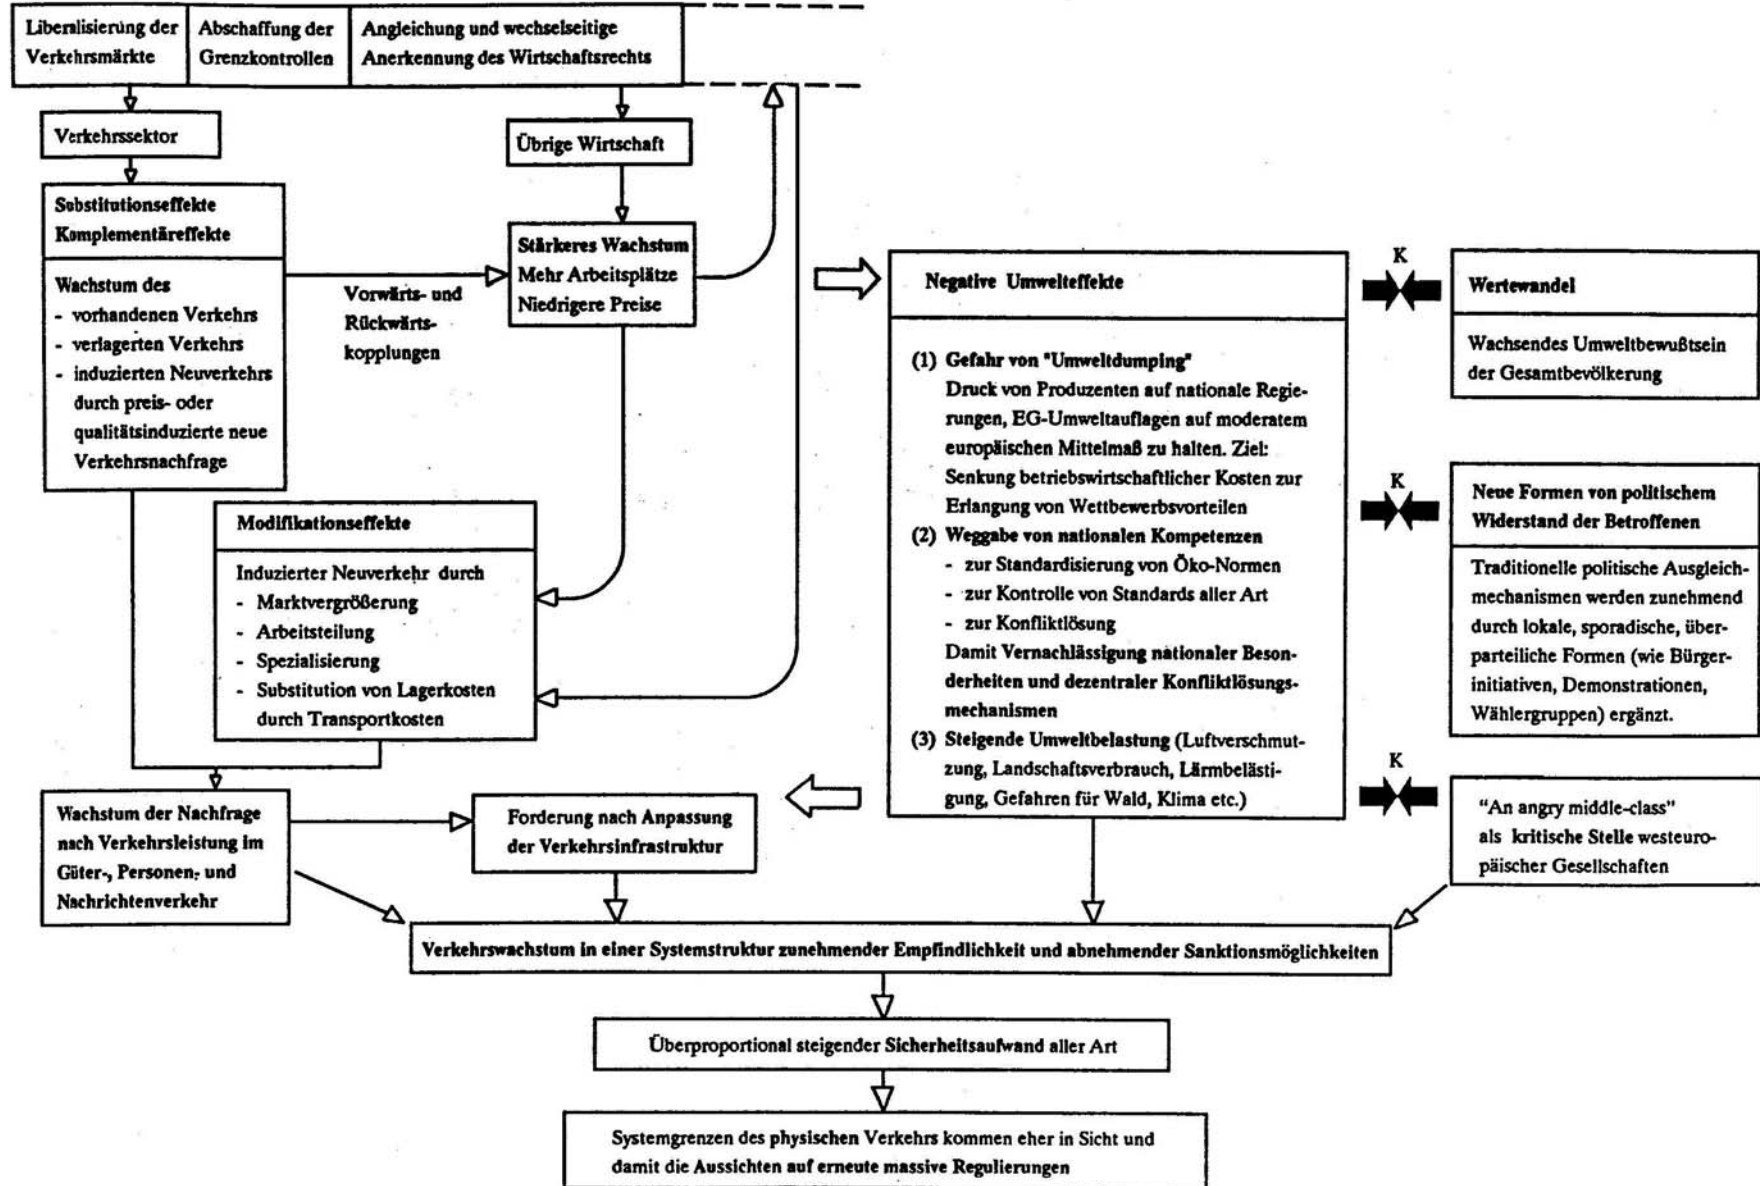 Liberalisierung der
Verkehrsmärkte
Abschaffung der
Grenzkontrollen
Angleichung und wechselseitige
Anerkennung des Wirtschaftsrechts
Verkehrssektor
Übrige Wirtschaft
Substitutionseffekte
Komplementäreffekte
Wachstum des
- vorhandenen Verkehrs
- verlagerten Verkehrs
- induzierten Neuverkehrs
durch preis- oder
qualitätsinduzierte neue
Verkehrsnachfrage
Vorwärts- und
Rückwärts-
kopplungen
Stärkeres Wachstum
Mehr Arbeitsplätze
Niedrigere Preise
Modifikationseffekte
Induzierter Neuverkehr durch
- Marktvergrößerung
- Arbeitsteilung
- Spezialisierung
- Substitution von Lagerkosten
durch Transportkosten
Wachstum der Nachfrage
nach Verkehrsleistung im
Güter-, Personen- und
Nachrichtenverkehr
Forderung nach Anpassung
der Verkehrsinfrastruktur
Negative Umwelteffekte
(1) Gefahr von "Umweltdumping"
Druck von Produzenten auf nationale Regie-
rungen, EG-Umweltauflagen auf moderatem
europäischen Mittelmaß zu halten. Ziel:
Senkung betriebswirtschaftlicher Kosten zur
Erlangung von Wettbewerbsvorteilen
(2) Weggabe von nationalen Kompetenzen
- zur Standardisierung von Öko-Normen
- zur Kontrolle von Standards aller Art
- zur Konfliktlösung
Damit Vernachlässigung nationaler Beson-
derheiten und dezentraler Konfliktlösungs-
mechanismen
(3) Steigende Umweltbelastung (Luftverschmut-
zung, Landschaftsverbrauch, Lärmbelästi-
gung, Gefahren für Wald, Klima etc.)
K
Wertewandel
Wachsendes Umweltbewußtsein
der Gesamtbevölkerung
K
Neue Formen von politischem
Widerstand der Betroffenen
Traditionelle politische Ausgleich-
mechanismen werden zunehmend
durch lokale, sporadische, über-
parteiliche Formen (wie Bürger-
initiativen, Demonstrationen,
Wählergruppen) ergänzt.
K
"An angry middle-class"
als kritische Stelle westeuro-
päischer Gesellschaften
Verkehrswachstum in einer Systemstruktur zunehmender Empfindlichkeit und abnehmender Sanktionsmöglichkeiten
Überproportional steigender Sicherheitsaufwand aller Art
Systemgrenzen des physischen Verkehrs kommen eher in Sicht und
damit die Aussichten auf erneute massive Regulierungen